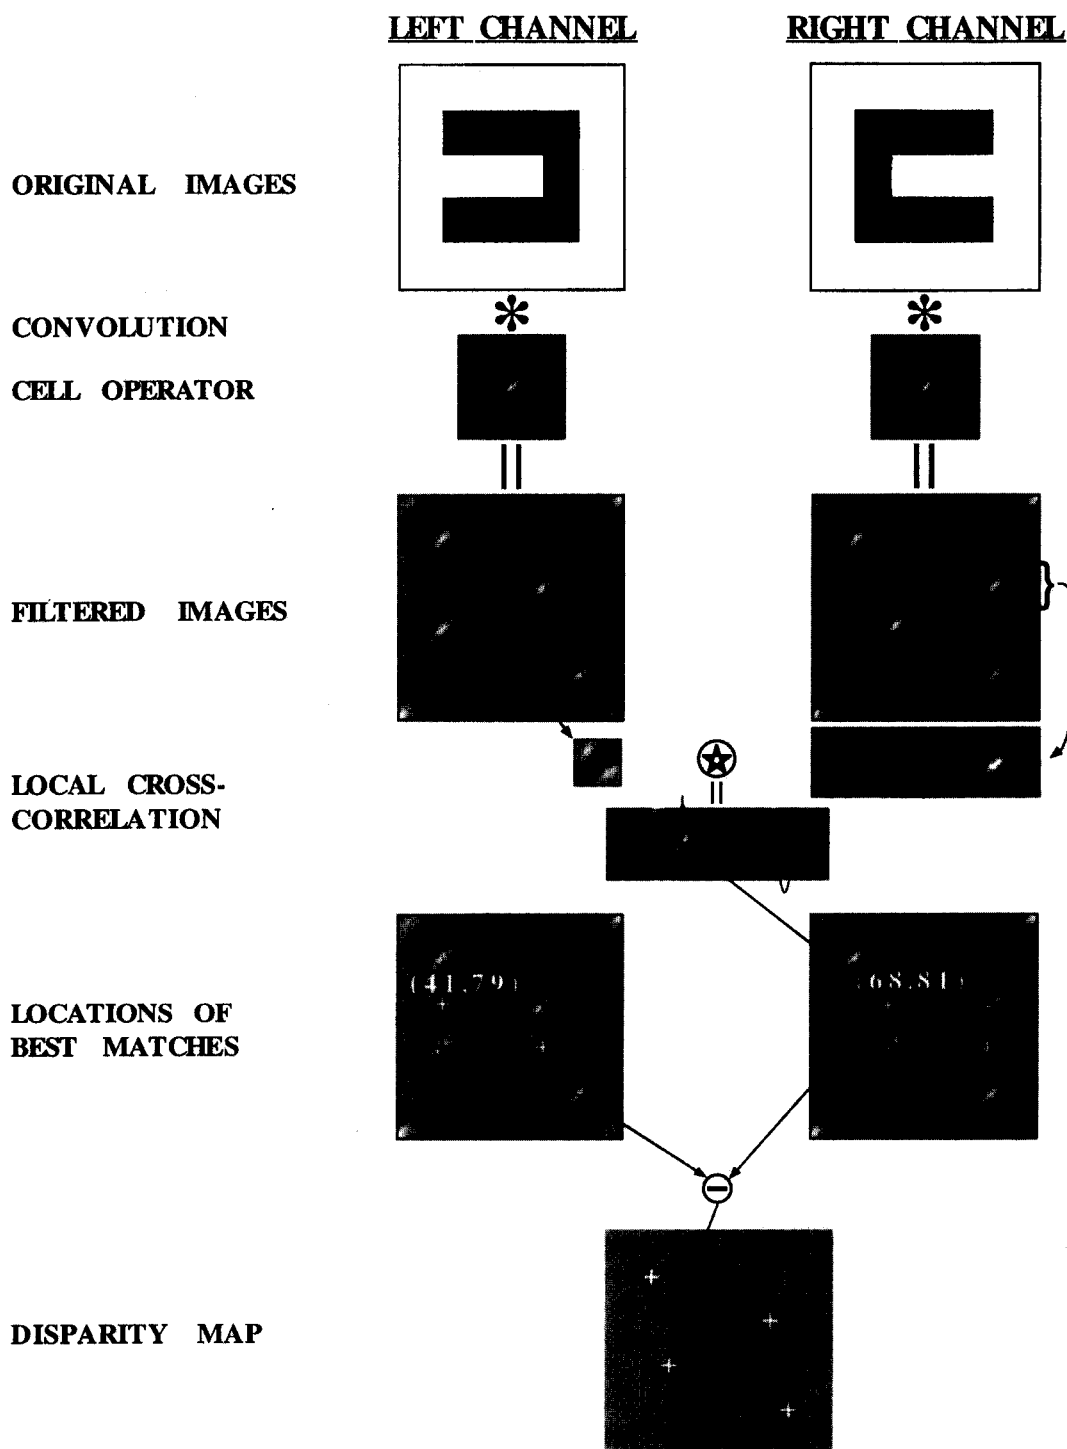 LEFT CHANNEL
RIGHT CHANNEL
ORIGINAL IMAGES
CONVOLUTION
CELL OPERATOR
FILTERED IMAGES
LOCAL CROSS-
CORRELATION
(41,79)
(68,81)
LOCATIONS OF
BEST MATCHES
DISPARITY MAP